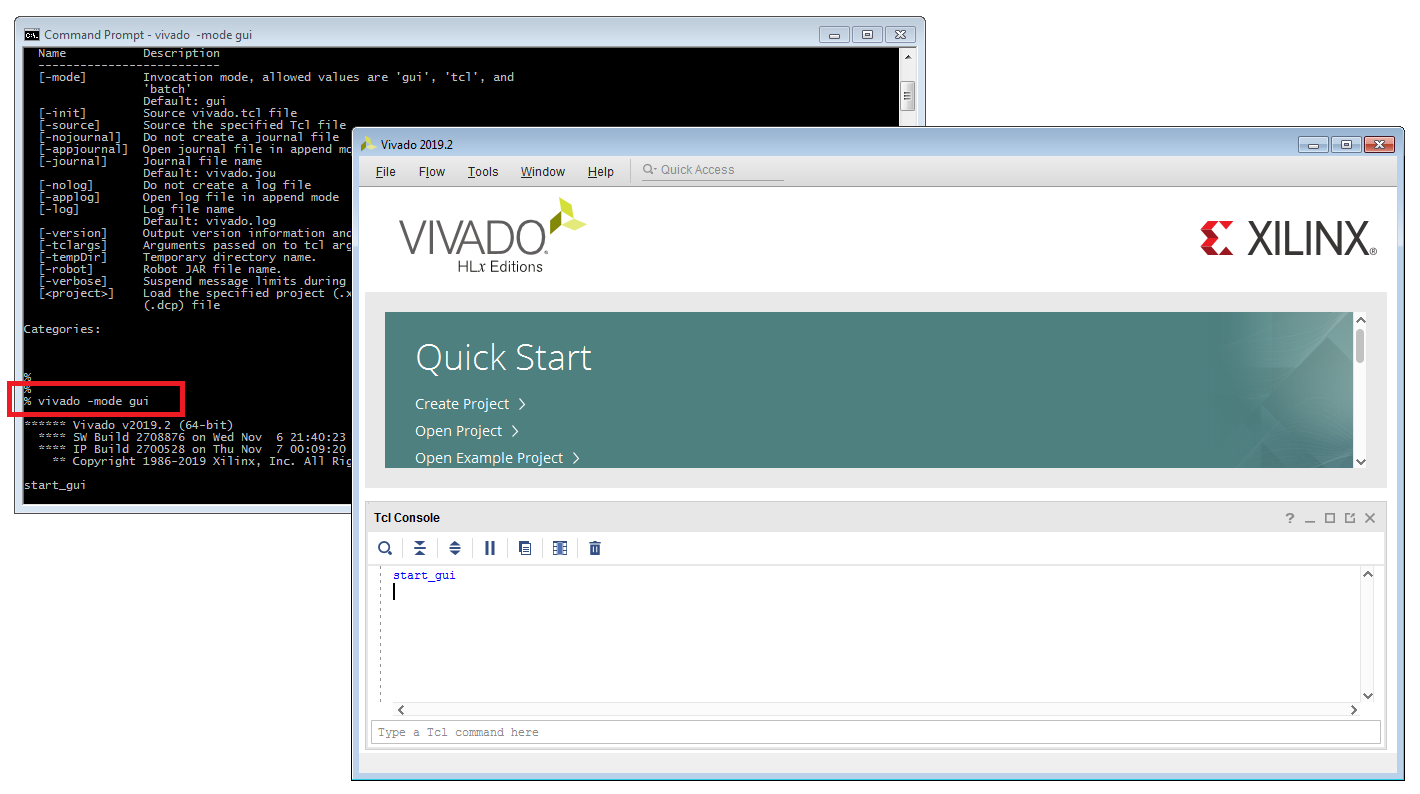 Command Prompt - vivado -mode gui
Name Description
--------------------------
[-mode] Invocation mode, allowed values are 'gui', 'tcl', and
'batch'
Default: gui
[-init] Source vivado.tcl file
[-source] Source the specified Tcl file
[-nojournal] Do not create a journal file
[-appjournal] Open journal file in append mo
[-journal] Journal file name
Default: vivado.jou
[-nolog] Do not create a log file
[-applog] Open log file in append mode
[-log] Log file name
Default: vivado.log
[-version] Output version information and
[-tclargs] Arguments passed on to tcl arg
[-tempDir] Temporary directory name.
[-robot] Robot JAR file name.
[-verbose] Suspend message limits during
[<project>] Load the specified project (.x
(.dcp) file
Categories:
%
%
% vivado -mode gui
****** Vivado v2019.2 (64-bit)
**** SW Build 2708876 on Wed Nov 6 21:40:23
**** IP Build 2700528 on Thu Nov 7 00:09:20
** Copyright 1986-2019 Xilinx, Inc. All Rig
start_gui
Vivado 2019.2
File Flow Tools Window Help Quick Access
VIVADO.
HLx Editions
XILINX®
Quick Start
Create Project >
Open Project >
Open Example Project >
Tcl Console
start_gui
Type a Tcl command here